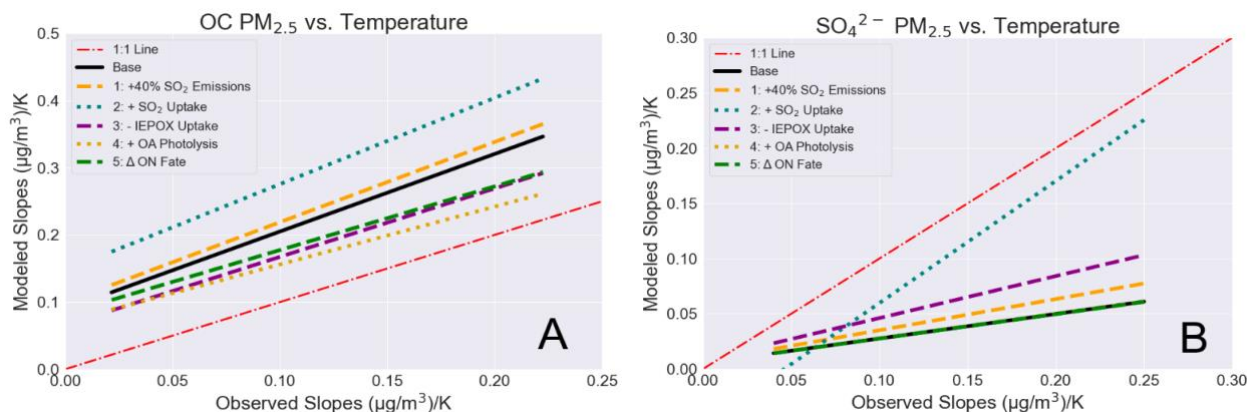 OC PM₂.₅ vs. Temperature
0.5
0.4
0.3
0.2
0.1
0.0
0.00 0.05 0.10 0.15 0.20 0.25
Modeled Slopes (μg/m³)/K
Observed Slopes (μg/m³)/K
1:1 Line
Base
1: +40% SO₂ Emissions
2: + SO₂ Uptake
3: - IEPOX Uptake
4: + OA Photolysis
5: Δ ON Fate
A
SO₄²⁻ PM₂.₅ vs. Temperature
0.30
0.25
0.20
0.15
0.10
0.05
0.00
0.00 0.05 0.10 0.15 0.20 0.25 0.30
Modeled Slopes (μg/m³)/K
Observed Slopes (μg/m³)/K
1:1 Line
Base
1: +40% SO₂ Emissions
2: + SO₂ Uptake
3: - IEPOX Uptake
4: + OA Photolysis
5: Δ ON Fate
B